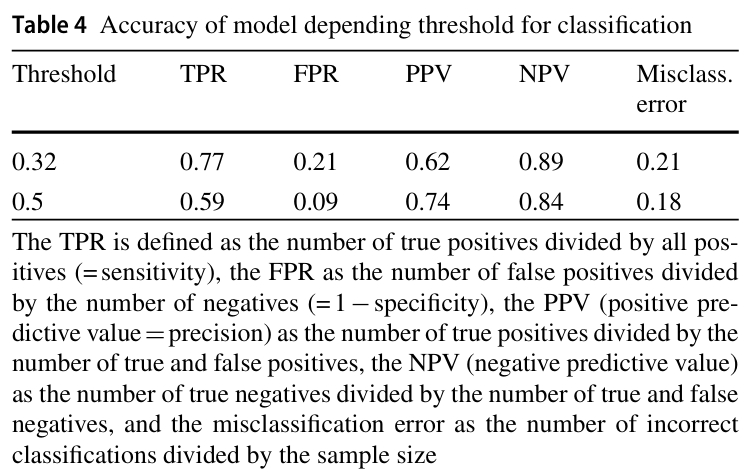 Table 4 Accuracy of model depending threshold for classification
Threshold TPR FPR PPV NPV Misclass. error
0.32 0.77 0.21 0.62 0.89 0.21
0.5 0.59 0.09 0.74 0.84 0.18
The TPR is defined as the number of true positives divided by all pos-
itives (= sensitivity), the FPR as the number of false positives divided
by the number of negatives (= 1 − specificity), the PPV (positive pre-
dictive value = precision) as the number of true positives divided by the
number of true and false positives, the NPV (negative predictive value)
as the number of true negatives divided by the number of true and false
negatives, and the misclassification error as the number of incorrect
classifications divided by the sample size